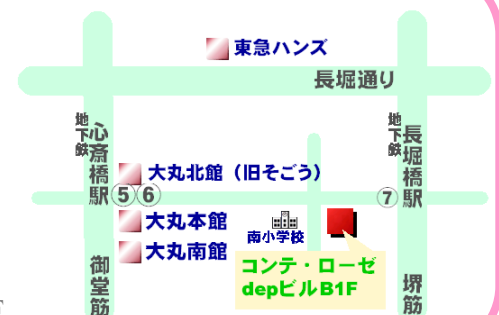 東急ハンズ
長堀通り
地下鉄
心斎橋駅
地下鉄
長堀橋駅
大丸北館（旧そごう）
⑤⑥
⑦
大丸本館
南小学校
大丸南館
コンテ・ローゼ
depビルB1F
御堂筋
堺筋